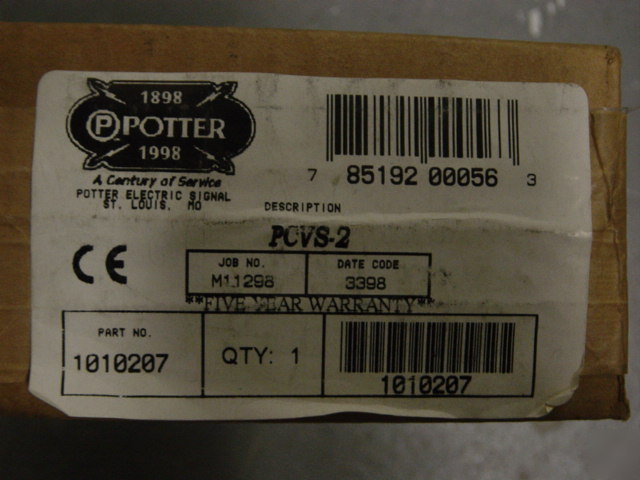 1898
P POTTER
1998
A Century of Service
POTTER ELECTRIC SIGNAL
ST. LOUIS, MO
7 85192 00056 3
DESCRIPTION
PCVS-2
CE
JOB NO.
M11298
DATE CODE
3398
**FIVE YEAR WARRANTY**
PART NO.
1010207
QTY: 1
1010207